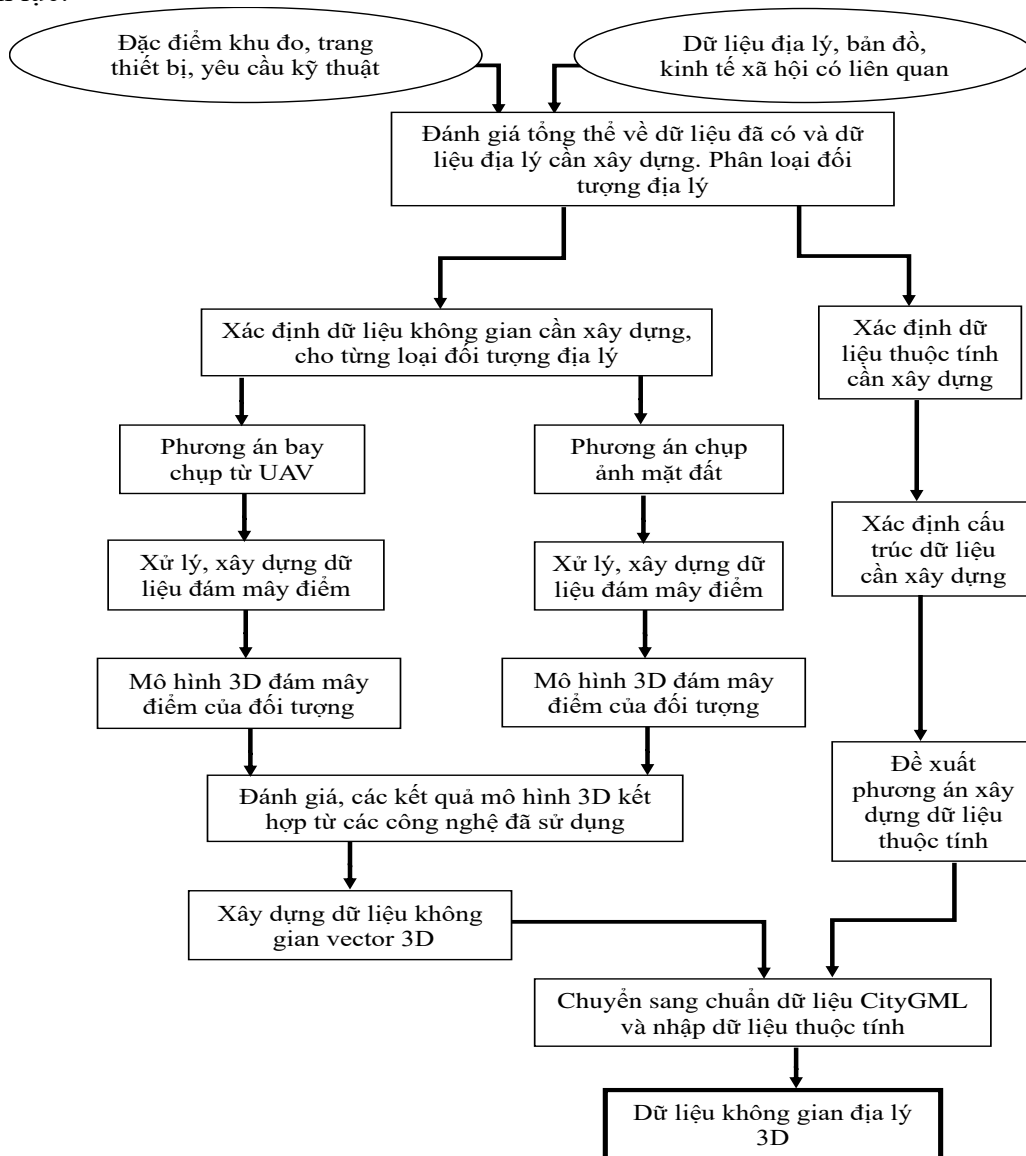 Đặc điểm khu đo, trang
thiết bị, yêu cầu kỹ thuật
Dữ liệu địa lý, bản đồ,
kinh tế xã hội có liên quan
Đánh giá tổng thể về dữ liệu đã có và dữ
liệu địa lý cần xây dựng. Phân loại đối
tượng địa lý
Xác định dữ liệu không gian cần xây dựng,
cho từng loại đối tượng địa lý
Xác định dữ
liệu thuộc tính
cần xây dựng
Phương án bay
chụp từ UAV
Phương án chụp
ảnh mặt đất
Xác định cấu
trúc dữ liệu
cần xây dựng
Xử lý, xây dựng dữ
liệu đám mây điểm
Xử lý, xây dựng dữ
liệu đám mây điểm
Mô hình 3D đám mây
điểm của đối tượng
Mô hình 3D đám mây
điểm của đối tượng
Đề xuất
phương án xây
dựng dữ liệu
thuộc tính
Đánh giá, các kết quả mô hình 3D kết
hợp từ các công nghệ đã sử dụng
Xây dựng dữ liệu không
gian vector 3D
Chuyển sang chuẩn dữ liệu CityGML
và nhập dữ liệu thuộc tính
Dữ liệu không gian địa lý
3D